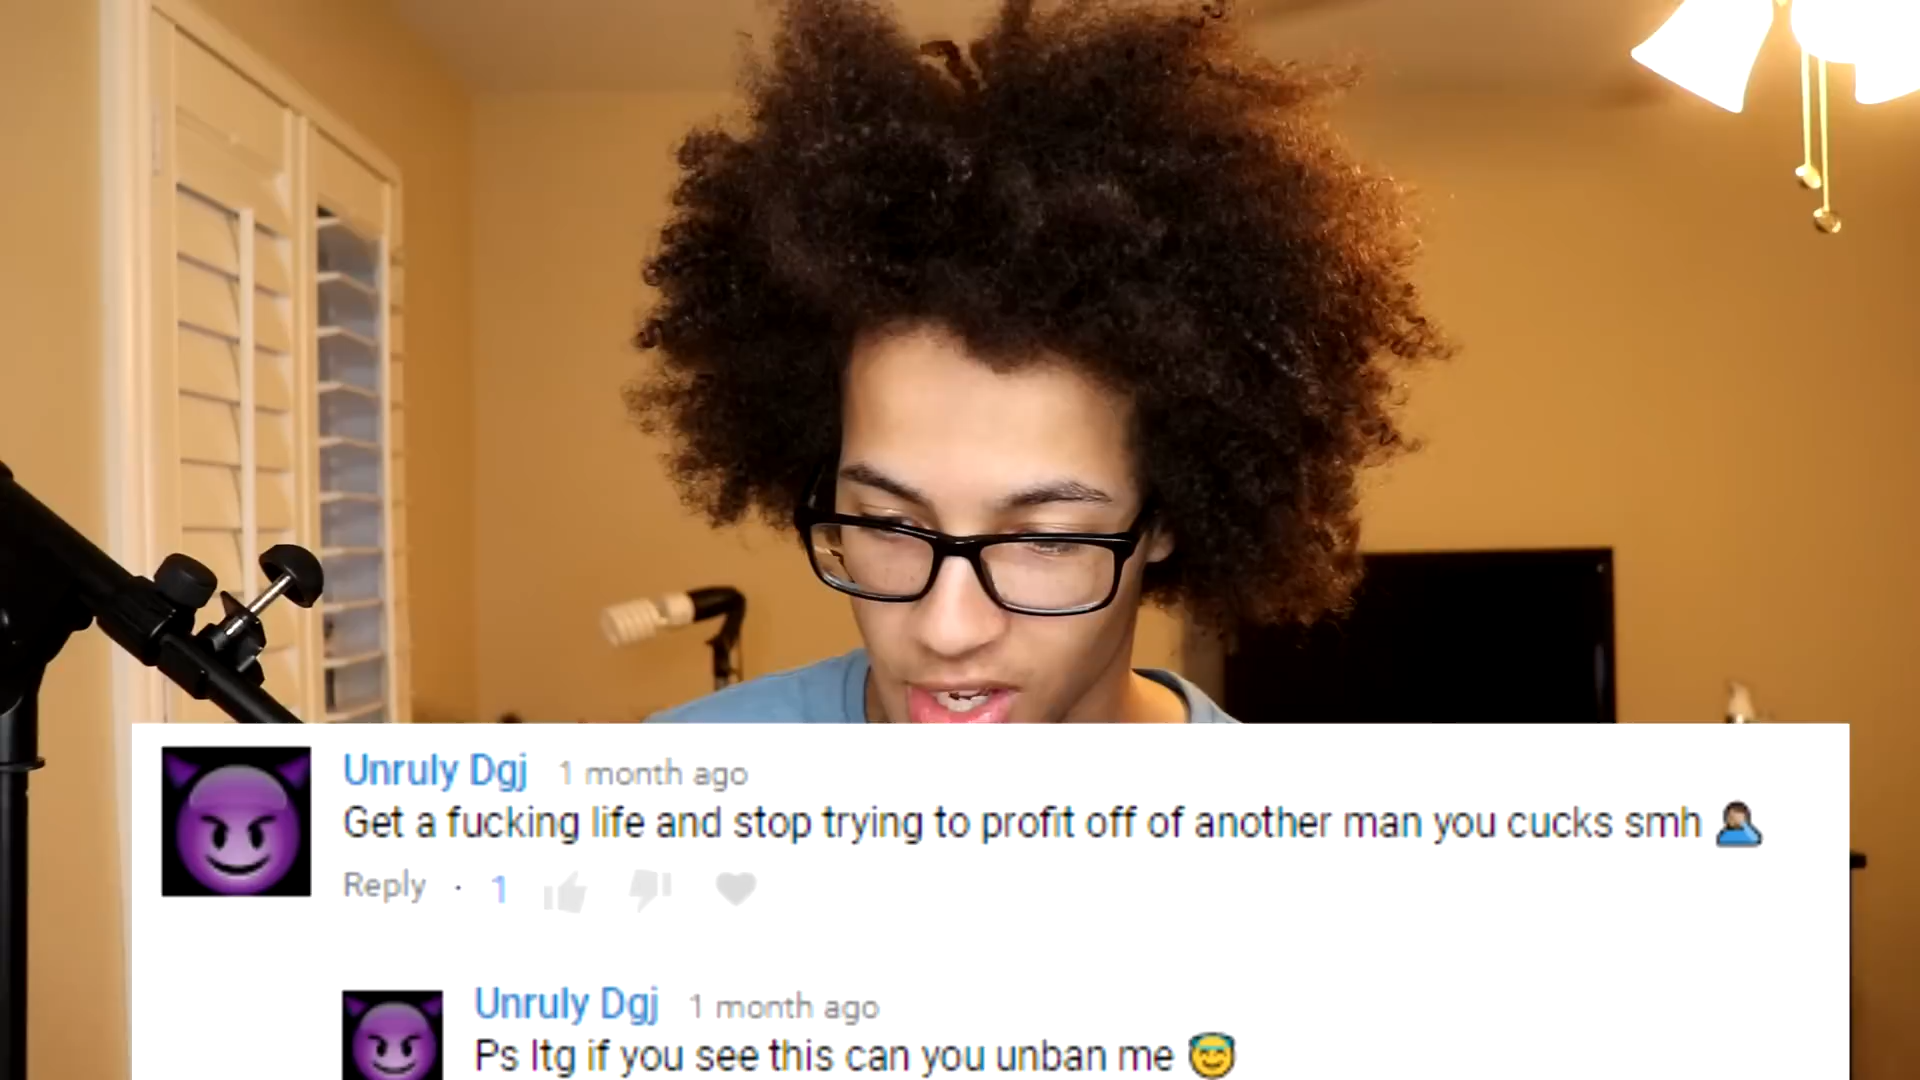 Unruly Dgj 1 month ago
Get a fucking life and stop trying to profit off of another man you cucks smh 🤦🏽‍♂️
Reply · 1
Unruly Dgj 1 month ago
Ps ltg if you see this can you unban me 😇